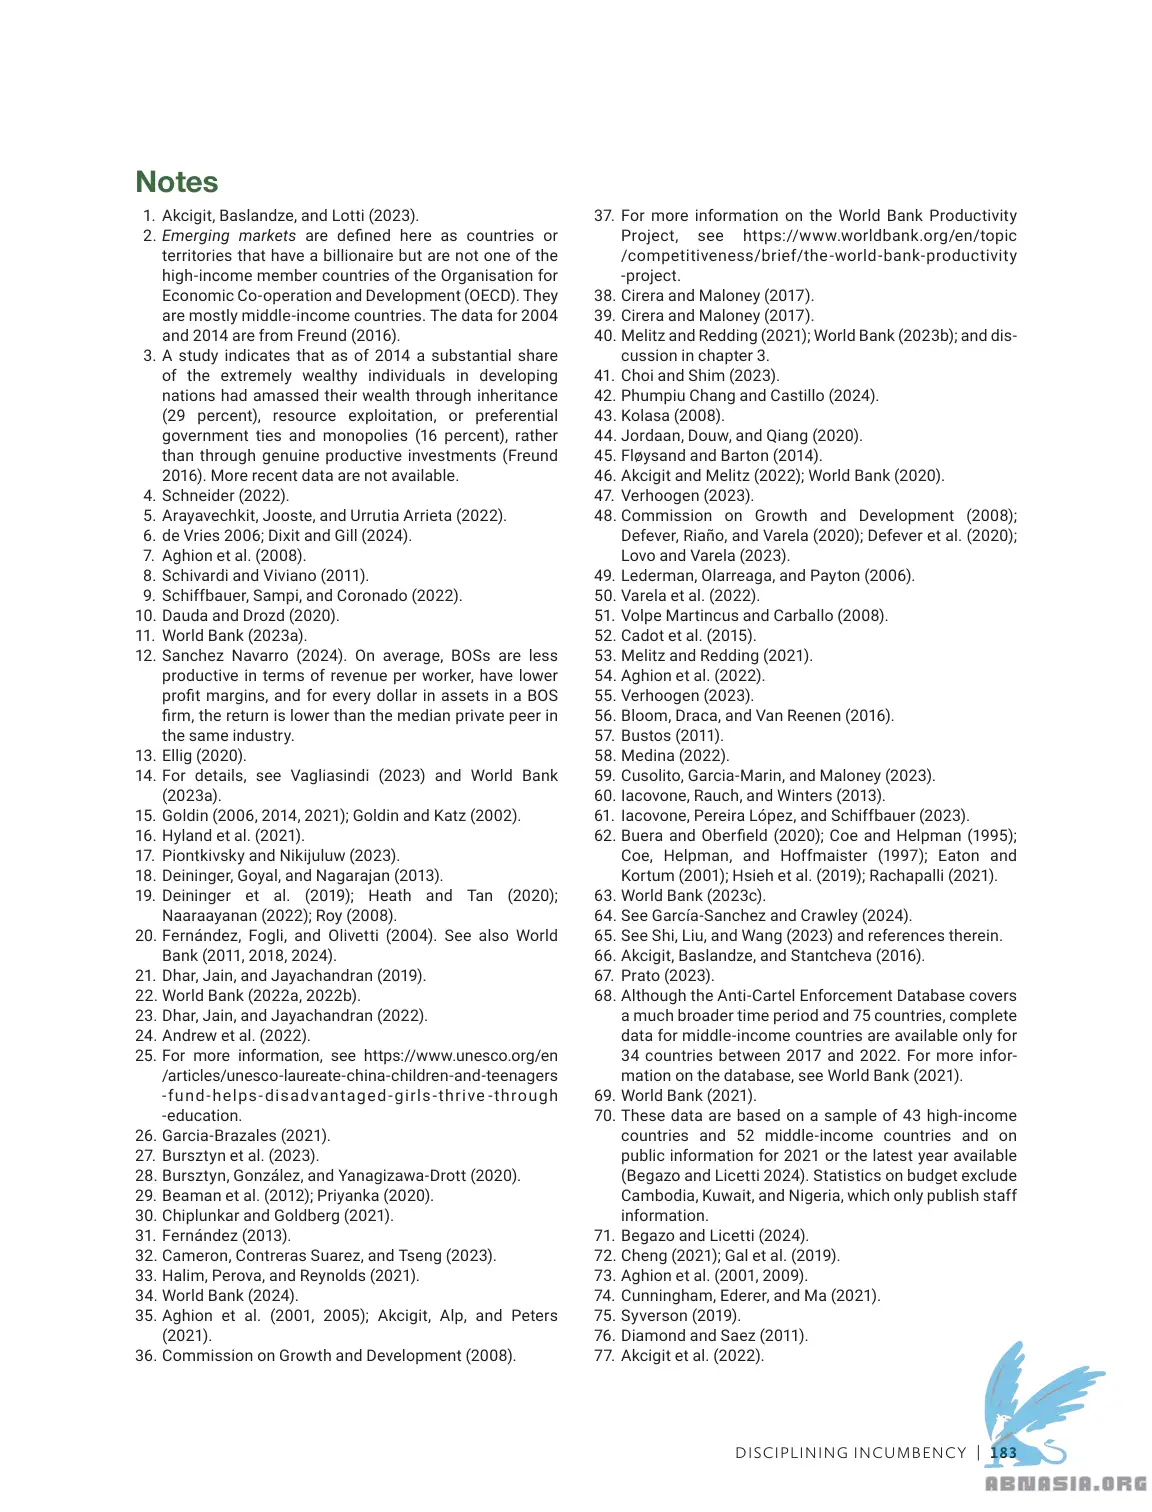 Notes
1. Akcigit, Baslandze, and Lotti (2023).
2. Emerging markets are defined here as countries or
territories that have a billionaire but are not one of the
high-income member countries of the Organisation for
Economic Co-operation and Development (OECD). They
are mostly middle-income countries. The data for 2004
and 2014 are from Freund (2016).
3. A study indicates that as of 2014 a substantial share
of the extremely wealthy individuals in developing
nations had amassed their wealth through inheritance
(29 percent), resource exploitation, or preferential
government ties and monopolies (16 percent), rather
than through genuine productive investments (Freund
2016). More recent data are not available.
4. Schneider (2022).
5. Arayavechkit, Jooste, and Urrutia Arrieta (2022).
6. de Vries 2006; Dixit and Gill (2024).
7. Aghion et al. (2008).
8. Schivardi and Viviano (2011).
9. Schiffbauer, Sampi, and Coronado (2022).
10. Dauda and Drozd (2020).
11. World Bank (2023a).
12. Sanchez Navarro (2024). On average, BOSs are less
productive in terms of revenue per worker, have lower
profit margins, and for every dollar in assets in a BOS
firm, the return is lower than the median private peer in
the same industry.
13. Ellig (2020).
14. For details, see Vagliasindi (2023) and World Bank
(2023a).
15. Goldin (2006, 2014, 2021); Goldin and Katz (2002).
16. Hyland et al. (2021).
17. Piontkivsky and Nikijuluw (2023).
18. Deininger, Goyal, and Nagarajan (2013).
19. Deininger et al. (2019); Heath and Tan (2020);
Naaraayanan (2022); Roy (2008).
20. Fernández, Fogli, and Olivetti (2004). See also World
Bank (2011, 2018, 2024).
21. Dhar, Jain, and Jayachandran (2019).
22. World Bank (2022a, 2022b).
23. Dhar, Jain, and Jayachandran (2022).
24. Andrew et al. (2022).
25. For more information, see https://www.unesco.org/en
/articles/unesco-laureate-china-children-and-teenagers
-fund-helps-disadvantaged-girls-thrive-through
-education.
26. Garcia-Brazales (2021).
27. Bursztyn et al. (2023).
28. Bursztyn, González, and Yanagizawa-Drott (2020).
29. Beaman et al. (2012); Priyanka (2020).
30. Chiplunkar and Goldberg (2021).
31. Fernández (2013).
32. Cameron, Contreras Suarez, and Tseng (2023).
33. Halim, Perova, and Reynolds (2021).
34. World Bank (2024).
35. Aghion et al. (2001, 2005); Akcigit, Alp, and Peters
(2021).
36. Commission on Growth and Development (2008).
37. For more information on the World Bank Productivity
Project, see https://www.worldbank.org/en/topic
/competitiveness/brief/the-world-bank-productivity
-project.
38. Cirera and Maloney (2017).
39. Cirera and Maloney (2017).
40. Melitz and Redding (2021); World Bank (2023b); and dis-
cussion in chapter 3.
41. Choi and Shim (2023).
42. Phumpiu Chang and Castillo (2024).
43. Kolasa (2008).
44. Jordaan, Douw, and Qiang (2020).
45. Fløysand and Barton (2014).
46. Akcigit and Melitz (2022); World Bank (2020).
47. Verhoogen (2023).
48. Commission on Growth and Development (2008);
Defever, Riaño, and Varela (2020); Defever et al. (2020);
Lovo and Varela (2023).
49. Lederman, Olarreaga, and Payton (2006).
50. Varela et al. (2022).
51. Volpe Martincus and Carballo (2008).
52. Cadot et al. (2015).
53. Melitz and Redding (2021).
54. Aghion et al. (2022).
55. Verhoogen (2023).
56. Bloom, Draca, and Van Reenen (2016).
57. Bustos (2011).
58. Medina (2022).
59. Cusolito, Garcia-Marin, and Maloney (2023).
60. Iacovone, Rauch, and Winters (2013).
61. Iacovone, Pereira López, and Schiffbauer (2023).
62. Buera and Oberfield (2020); Coe and Helpman (1995);
Coe, Helpman, and Hoffmaister (1997); Eaton and
Kortum (2001); Hsieh et al. (2019); Rachapalli (2021).
63. World Bank (2023c).
64. See García-Sanchez and Crawley (2024).
65. See Shi, Liu, and Wang (2023) and references therein.
66. Akcigit, Baslandze, and Stantcheva (2016).
67. Prato (2023).
68. Although the Anti-Cartel Enforcement Database covers
a much broader time period and 75 countries, complete
data for middle-income countries are available only for
34 countries between 2017 and 2022. For more infor-
mation on the database, see World Bank (2021).
69. World Bank (2021).
70. These data are based on a sample of 43 high-income
countries and 52 middle-income countries and on
public information for 2021 or the latest year available
(Begazo and Licetti 2024). Statistics on budget exclude
Cambodia, Kuwait, and Nigeria, which only publish staff
information.
71. Begazo and Licetti (2024).
72. Cheng (2021); Gal et al. (2019).
73. Aghion et al. (2001, 2009).
74. Cunningham, Ederer, and Ma (2021).
75. Syverson (2019).
76. Diamond and Saez (2011).
77. Akcigit et al. (2022).
DISCIPLINING INCUMBENCY | 183
ABNASIA.ORG